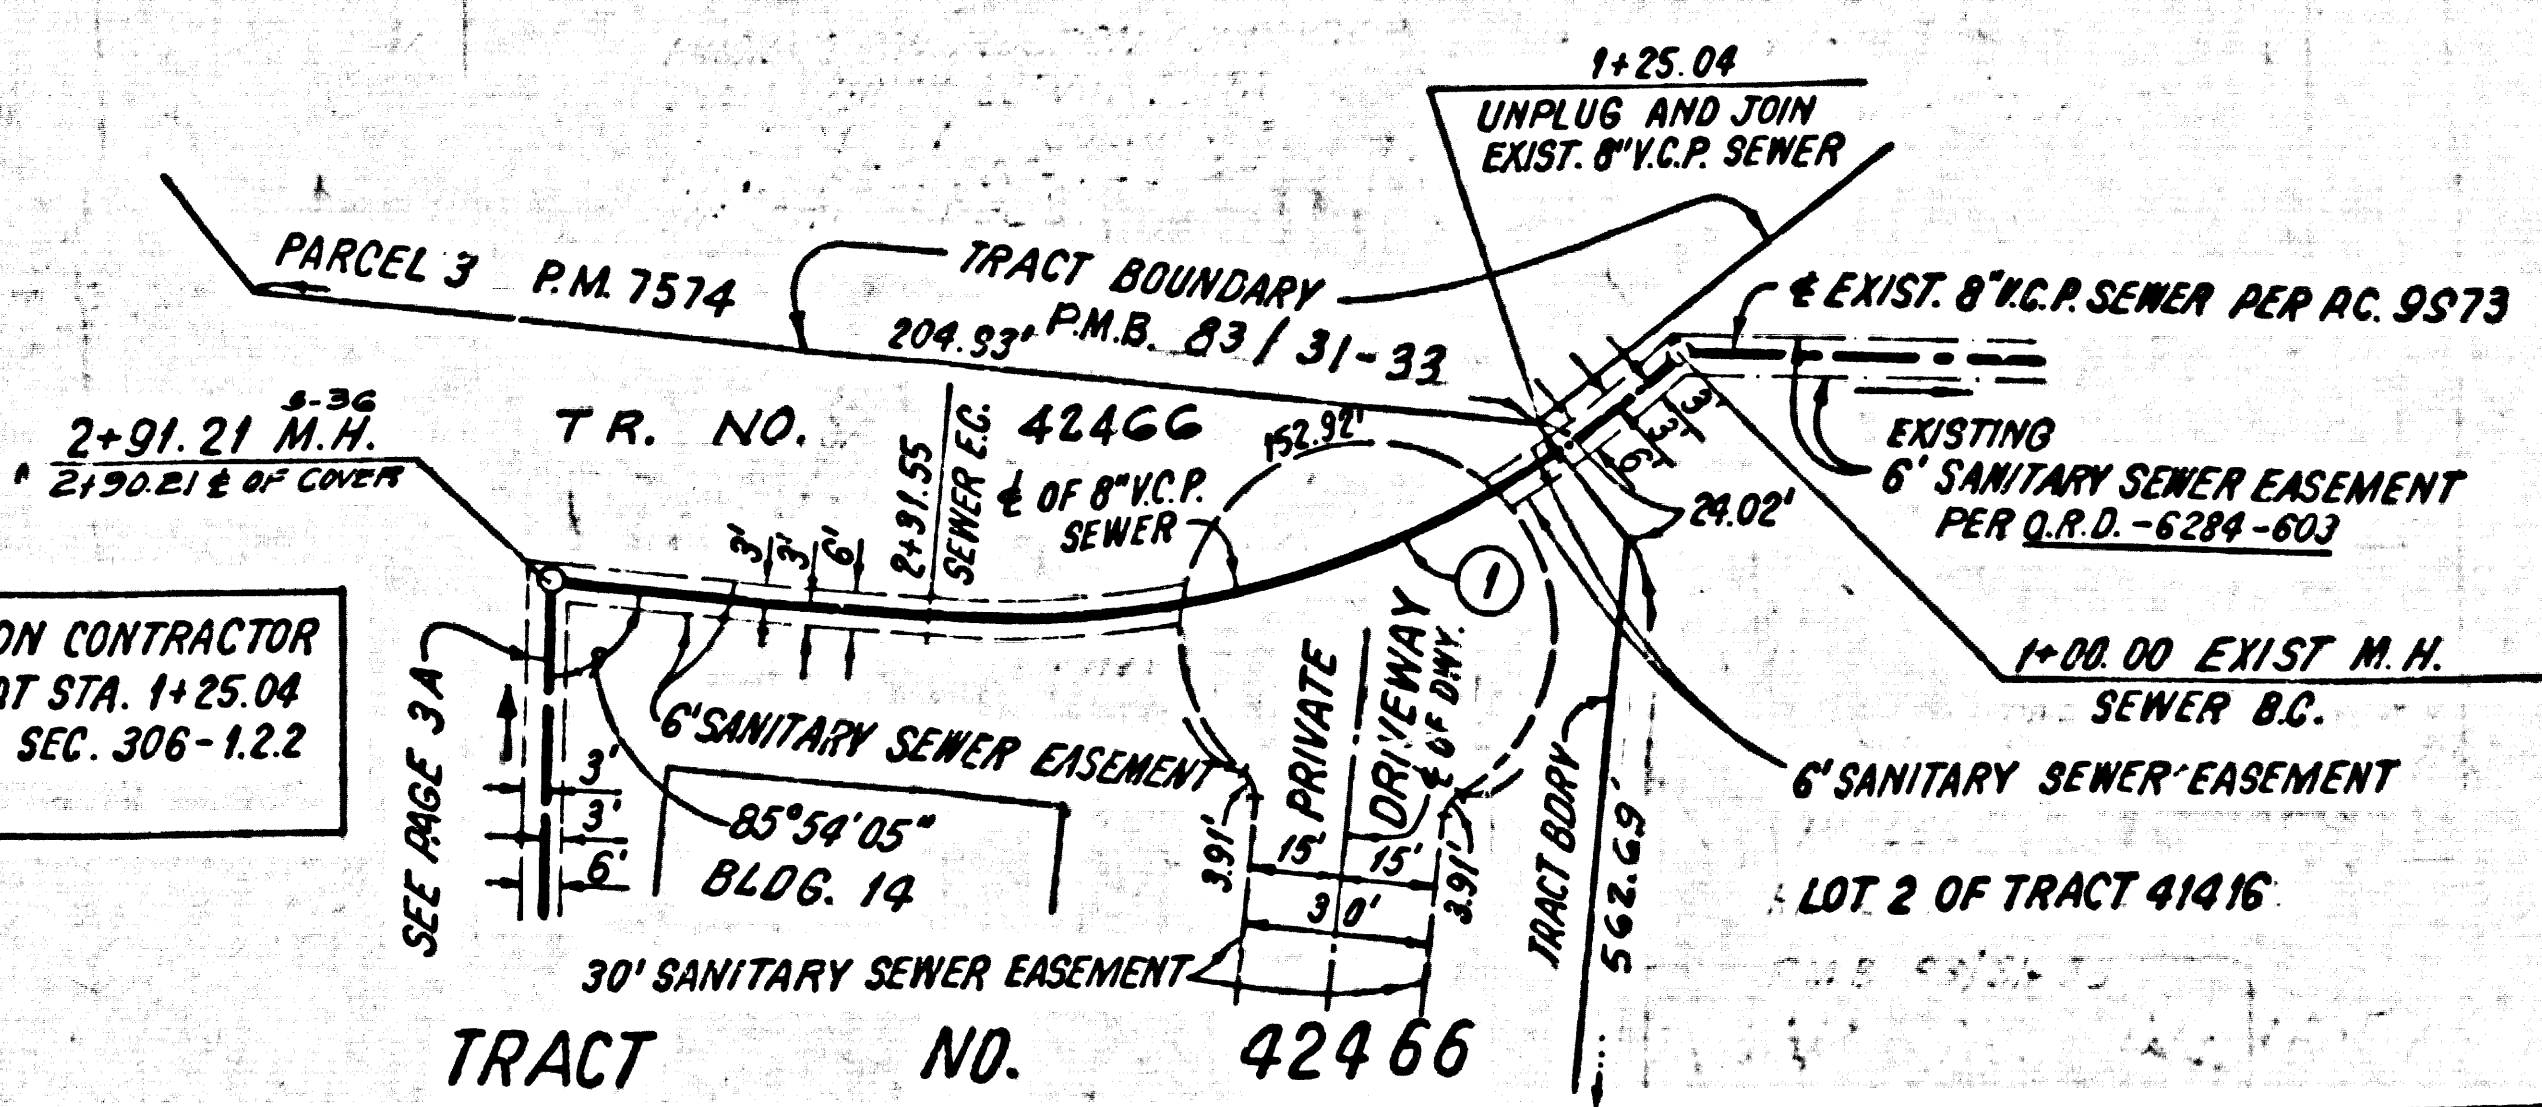 1+25.04
UNPLUG AND JOIN
EXIST. 8" V.C.P. SEWER
PARCEL 3 P.M. 7574
TRACT BOUNDARY
204.93' P.M.B. 83 / 31-33
℄ EXIST. 8" V.C.P. SEWER PER P.C. 9573
S-36
2+91.21 M.H.
2+90.21 ℄ OF COVER
TR. NO. 42466
152.92'
2+31.55
SEWER E.C.
℄ OF 8" V.C.P.
SEWER
3'
3'
6'
3'
3'
6'
24.02'
EXISTING
6' SANITARY SEWER EASEMENT
PER O.R.D. - 6284-603
1
1+00.00 EXIST M.H.
SEWER B.C.
ON CONTRACTOR
AT STA. 1+25.04
SEC. 306-1.2.2
SEE PAGE 3A
3'
3'
6'
6' SANITARY SEWER EASEMENT
85°54'05"
BLDG. 14
PRIVATE
DRIVEWAY
℄ OF DWY.
3.91'
15'
15'
30'
3.91'
TRACT BDRY
562.69'
6' SANITARY SEWER EASEMENT
LOT 2 OF TRACT 41416
30' SANITARY SEWER EASEMENT
TRACT NO. 42466